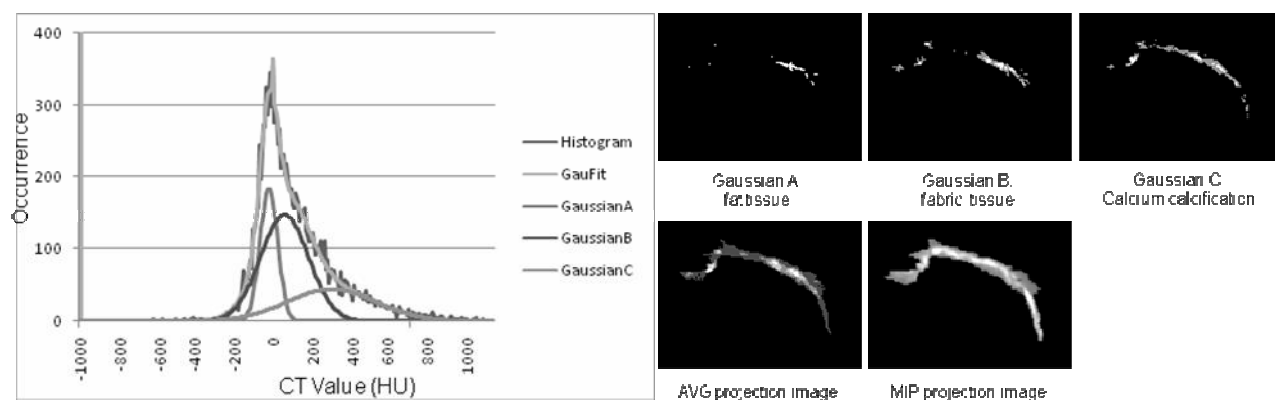 400
300
200
100
0
Occurrence
-1000
-800
-600
-400
-200
0
200
400
600
800
1000
CT Value (HU)
Histogram
GauFit
GaussianA
GaussianB
GaussianC
Gaussian A
fat tissue
Gaussian B.
fabric tissue
Gaussian C
Calcium calcification
AVG projection image
MIP projection image